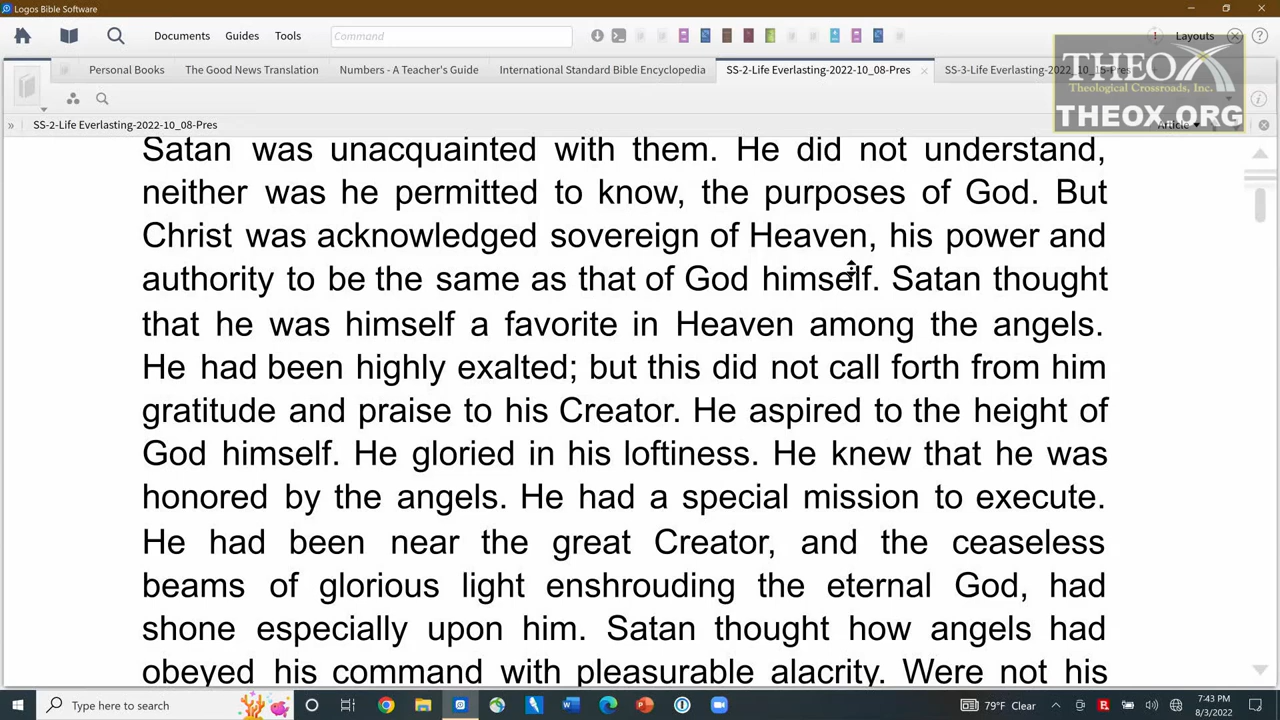 Logos Bible Software
Documents Guides Tools Command Layouts
Personal Books The Good News Translation International Standard Bible Encyclopedia SS-2-Life Everlasting-2022-10_08-Pres SS-3-Life Everlasting-2022-10_15-Pres
THEOX
Theological Crossroads, Inc.
THEOX.ORG
SS-2-Life Everlasting-2022-10_08-Pres Article
Satan was unacquainted with them. He did not understand,
neither was he permitted to know, the purposes of God. But
Christ was acknowledged sovereign of Heaven, his power and
authority to be the same as that of God himself. Satan thought
that he was himself a favorite in Heaven among the angels.
He had been highly exalted; but this did not call forth from him
gratitude and praise to his Creator. He aspired to the height of
God himself. He gloried in his loftiness. He knew that he was
honored by the angels. He had a special mission to execute.
He had been near the great Creator, and the ceaseless
beams of glorious light enshrouding the eternal God, had
shone especially upon him. Satan thought how angels had
obeyed his command with pleasurable alacrity. Were not his
Type here to search 79°F Clear 7:43 PM
8/3/2022